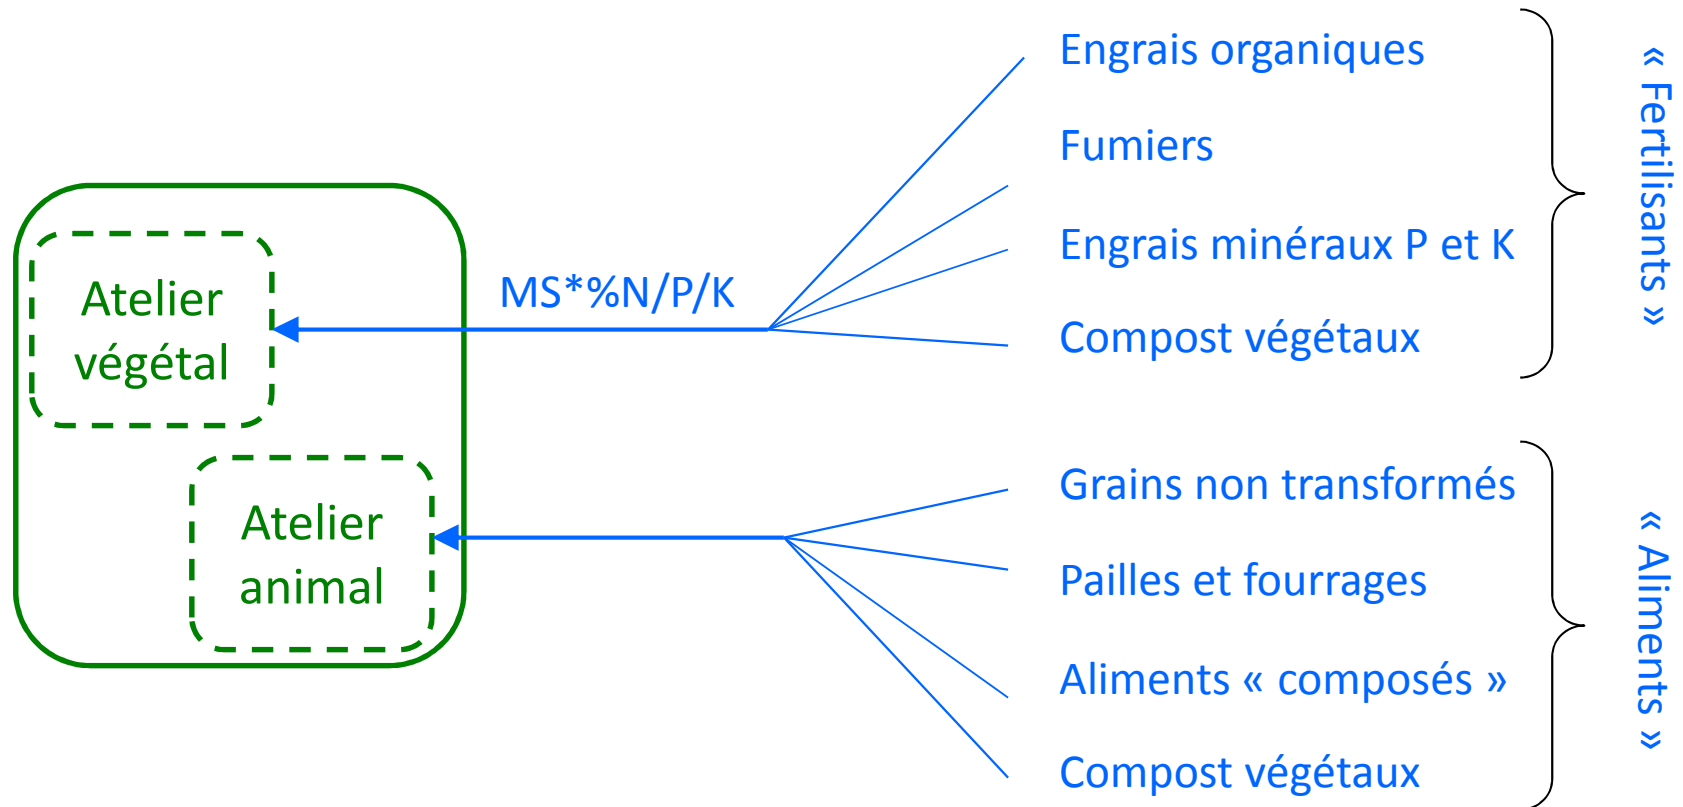 Engrais organiques
Fumiers
Engrais minéraux P et K
Compost végétaux
« Fertilisants »
Atelier
végétal
MS*%N/P/K
Atelier
animal
Grains non transformés
Pailles et fourrages
Aliments « composés »
Compost végétaux
« Aliments »